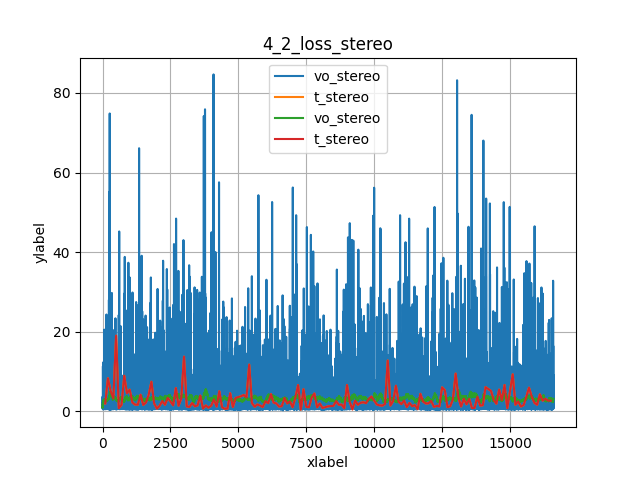 4_2_loss_stereo
vo_stereo
t_stereo
vo_stereo
t_stereo
80
60
40
20
0
ylabel
0 2500 5000 7500 10000 12500 15000
xlabel